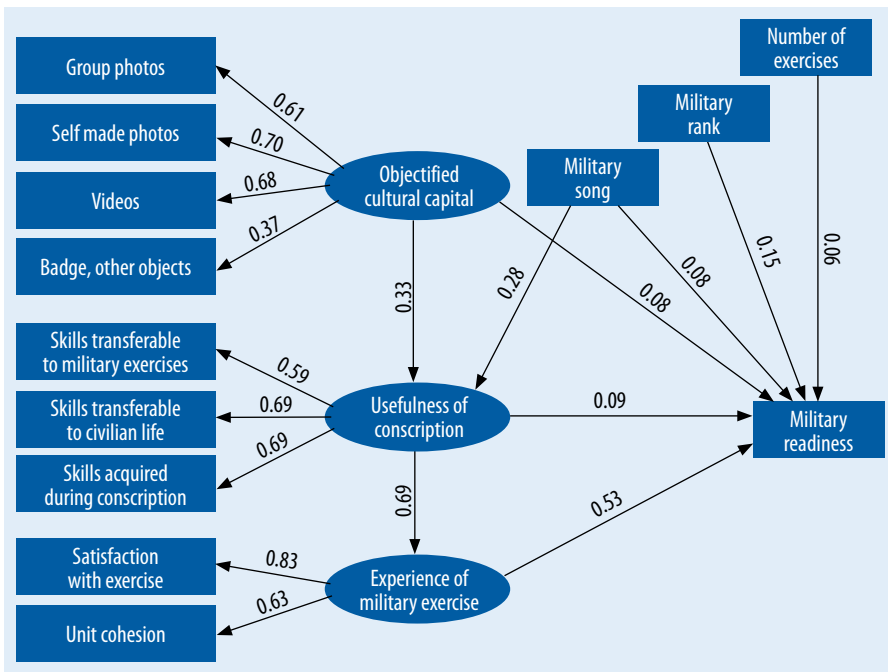 Number of
exercises
Group photos
Military
rank
0.61
Self made photos
0.70
Military
song
Objectified
cultural capital
Videos
0.68
0.37
Badge, other objects
0.33
0.28
0.08
0.08
0.15
0.06
Skills transferable
to military exercises
0.59
Skills transferable
to civilian life
0.69
Usefulness of
conscription
0.09
Military
readiness
Skills acquired
during conscription
0.69
0.69
0.53
Satisfaction
with exercise
0.83
Experience of
military exercise
Unit cohesion
0.63